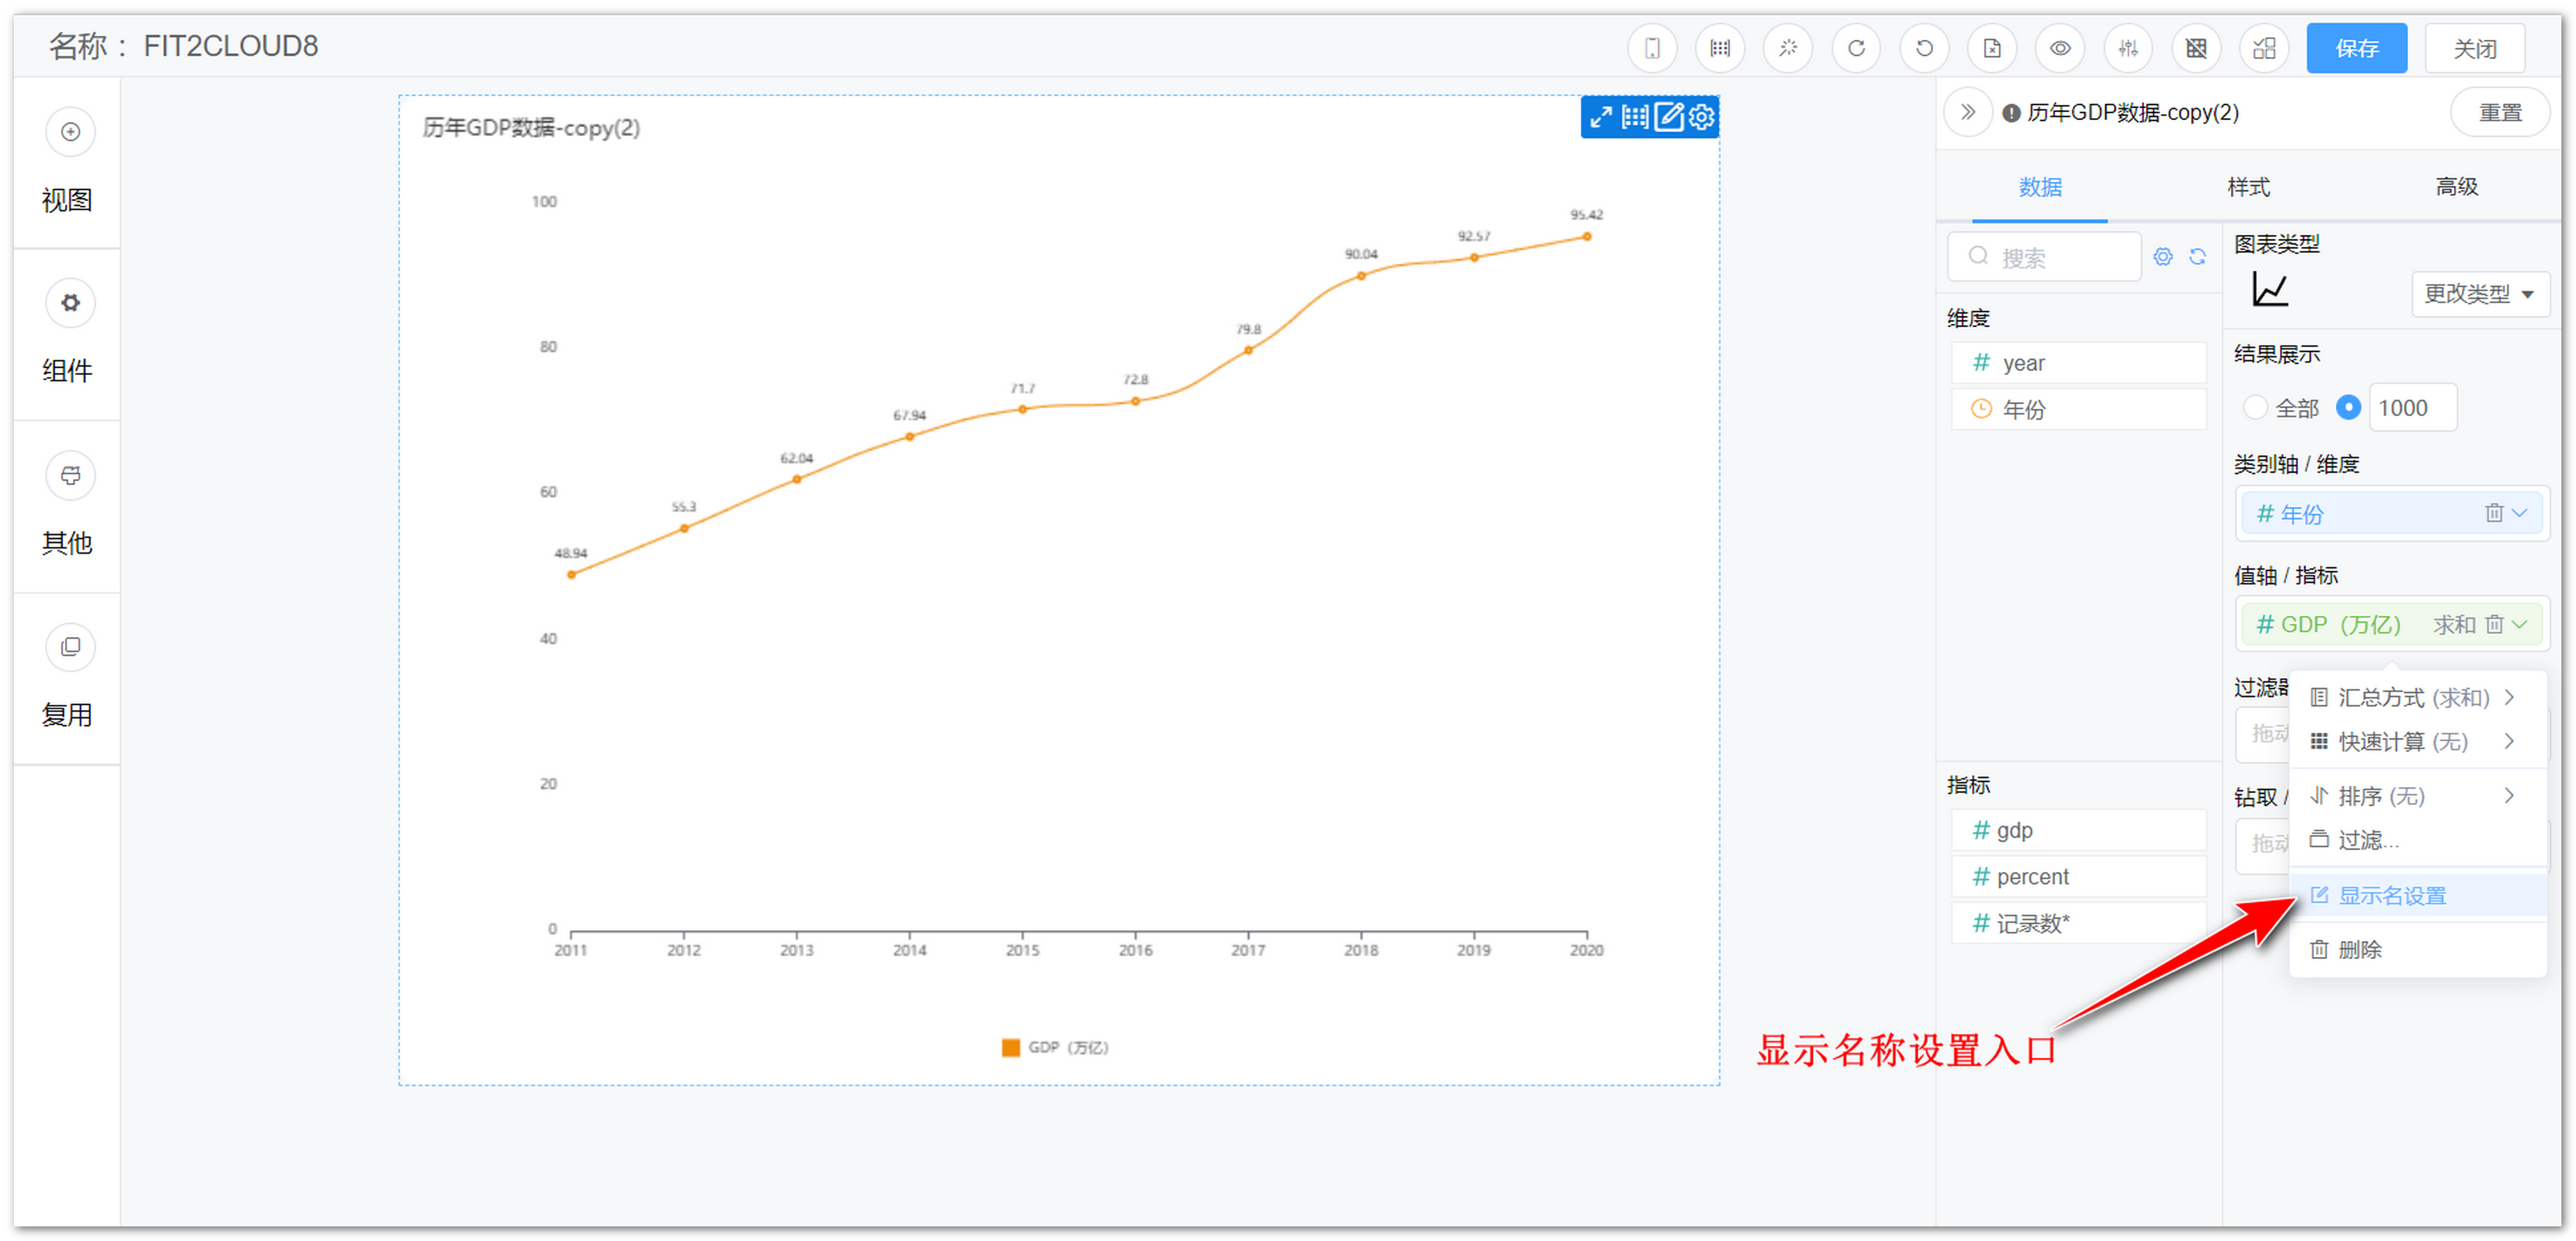 名称： FIT2CLOUD8
保存
关闭
视图
组件
其他
复用
历年GDP数据-copy(2)
100
80
60
40
20
0
48.94
55.3
62.04
67.94
71.7
72.8
79.8
90.04
92.57
95.42
2011 2012 2013 2014 2015 2016 2017 2018 2019 2020
GDP（万亿）
历年GDP数据-copy(2)
重置
数据 样式 高级
搜索
维度
# year
年份
指标
# gdp
# percent
# 记录数*
图表类型
更改类型
结果展示
全部 1000
类别轴 / 维度
# 年份
值轴 / 指标
# GDP（万亿） 求和
过滤
拖
钻取 /
拖
汇总方式 (求和)
快速计算 (无)
排序 (无)
过滤...
显示名设置
删除
显示名称设置入口